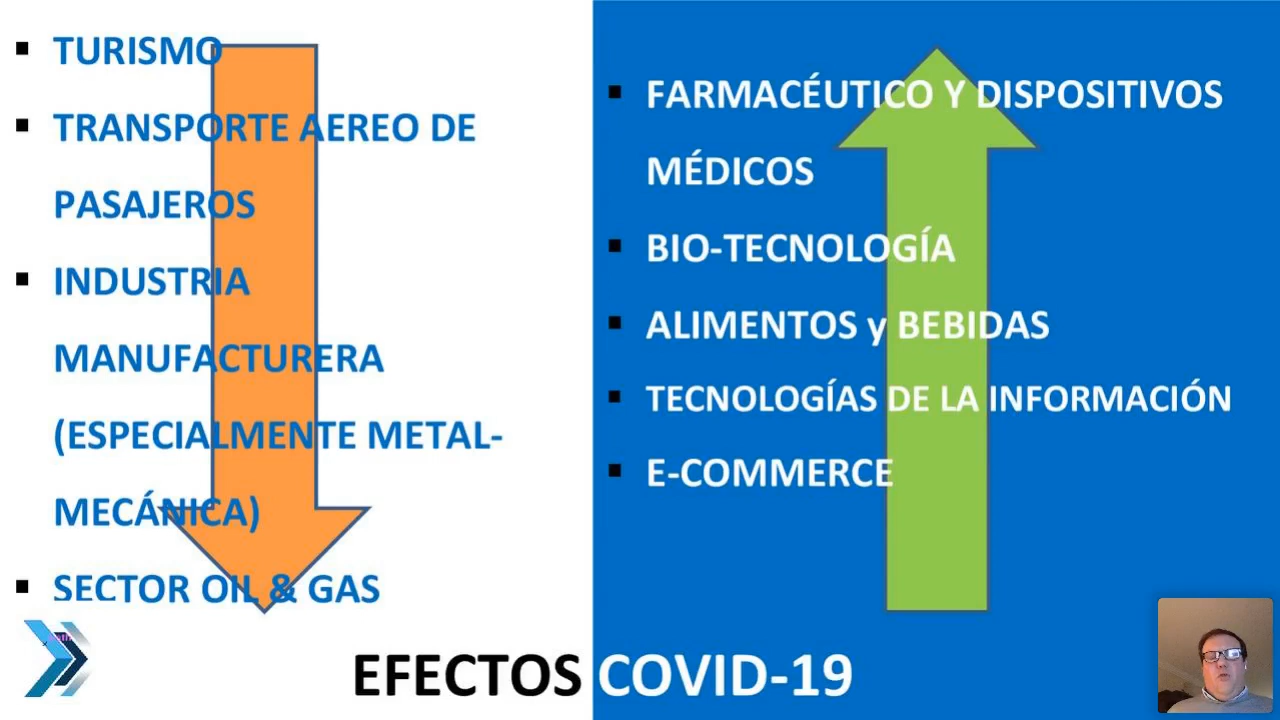 TURISMO
TRANSPORTE AEREO DE
PASAJEROS
INDUSTRIA
MANUFACTURERA
(ESPECIALMENTE METAL-
MECÁNICA)
SECTOR OIL & GAS
FARMACÉUTICO Y DISPOSITIVOS
MÉDICOS
BIO-TECNOLOGÍA
ALIMENTOS y BEBIDAS
TECNOLOGÍAS DE LA INFORMACIÓN
E-COMMERCE
EFECTOS COVID-19